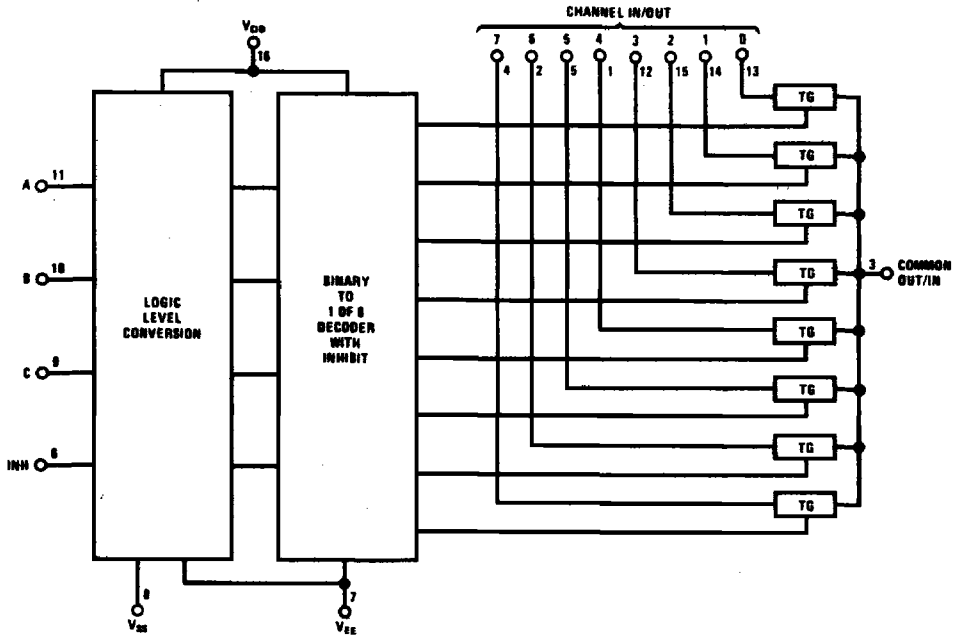 CHANNEL IN/OUT
7 6 5 4 3 2 1 0
4 2 5 1 12 15 14 13
VDD
16
TG
TG
TG
TG
TG
TG
TG
TG
A 11
B 10
C 9
INH 6
LOGIC
LEVEL
CONVERSION
BINARY
TO
1 OF 8
DECODER
WITH
INHIBIT
3 COMMON
OUT/IN
8
VSS
7
VEE